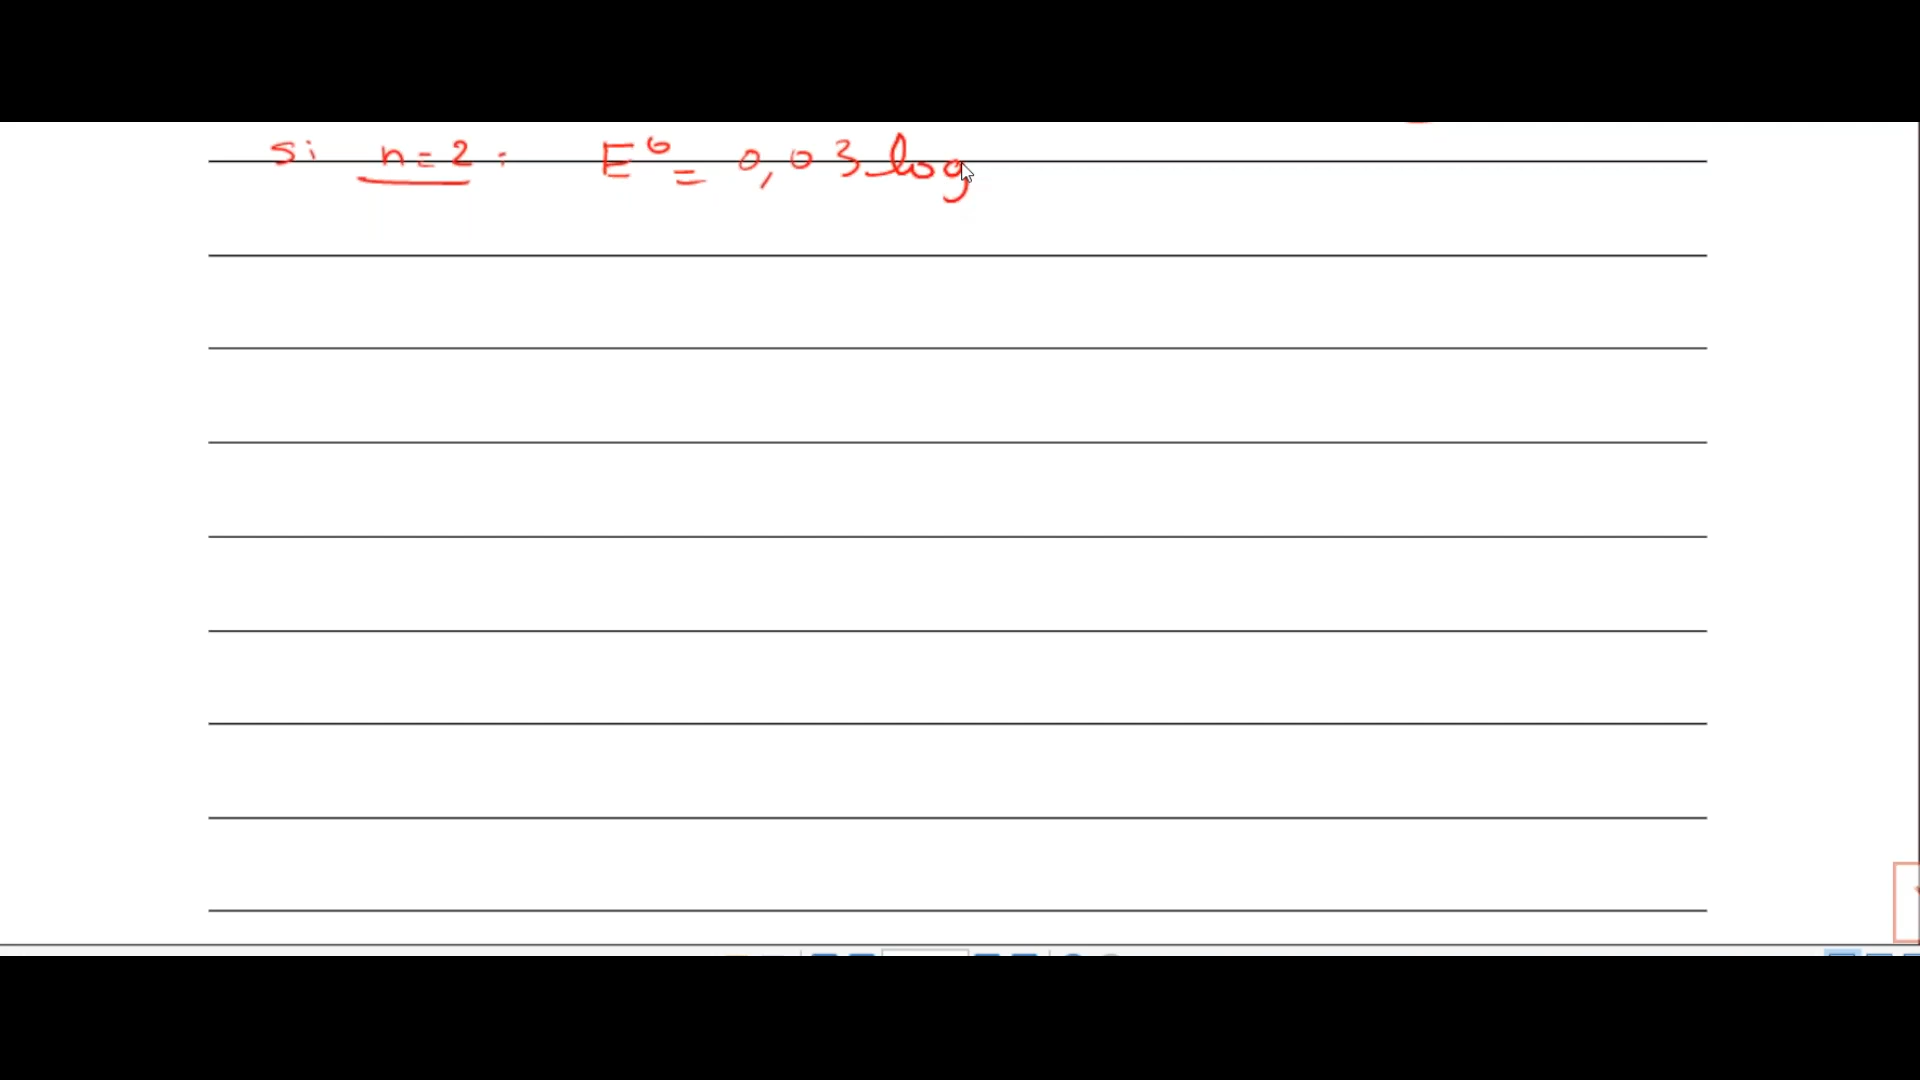 si n = 2 : E° = 0,03 log